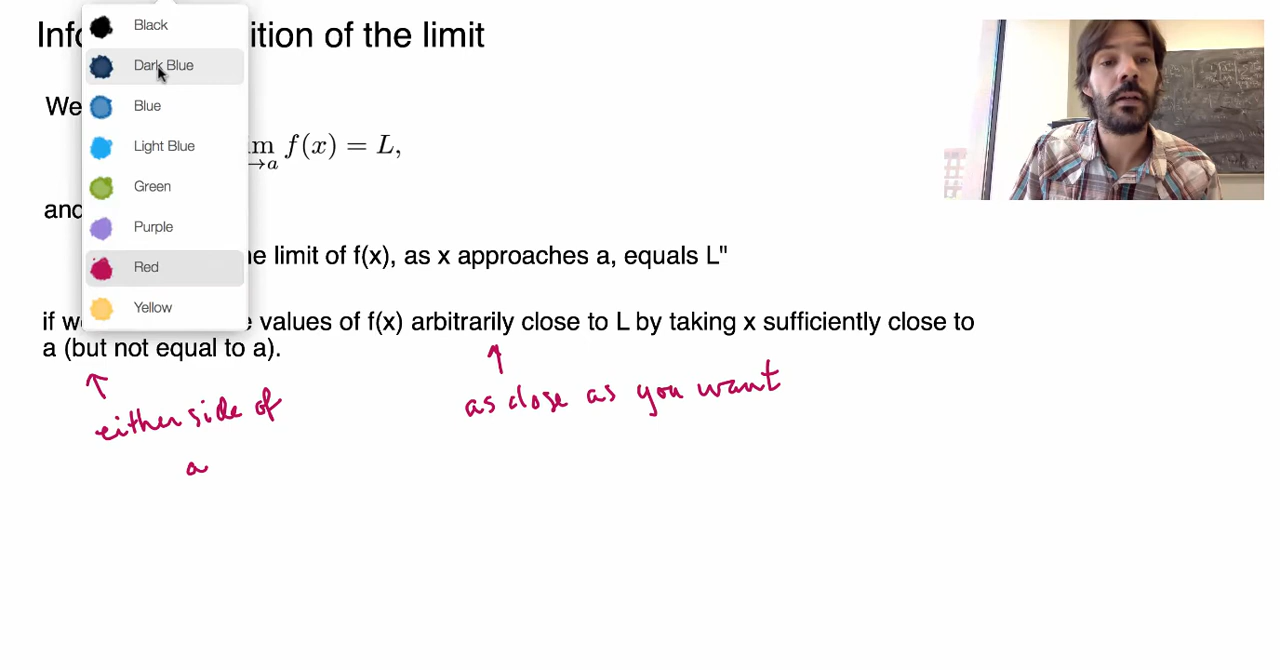 Info
ition of the limit
Black
Dark Blue
Blue
Light Blue
Green
Purple
Red
Yellow
We
im f(x) = L,
→a
and
e limit of f(x), as x approaches a, equals L"
if w
values of f(x) arbitrarily close to L by taking x sufficiently close to
a (but not equal to a).
↑ ↑
either side of
a
as close as you want